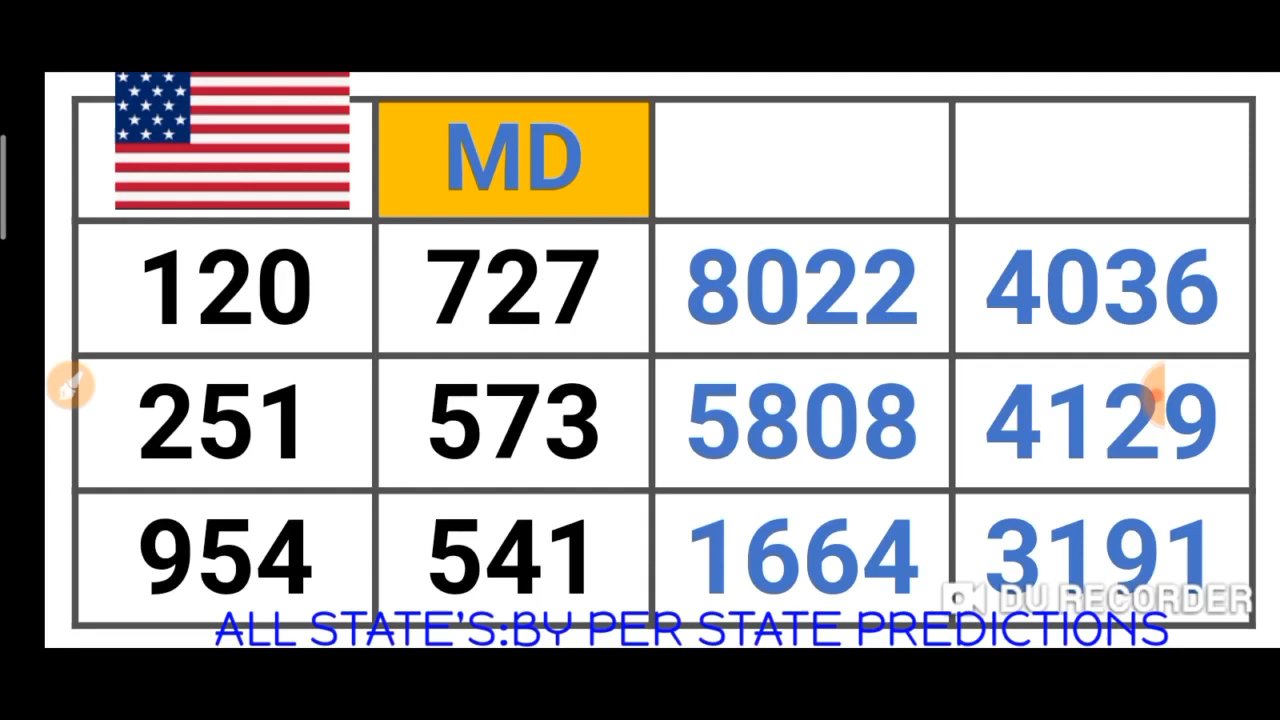 MD
120 727 8022 4036
251 573 5808 4129
954 541 1664 3191
DU RECORDER
ALL STATE'S:BY PER STATE PREDICTIONS